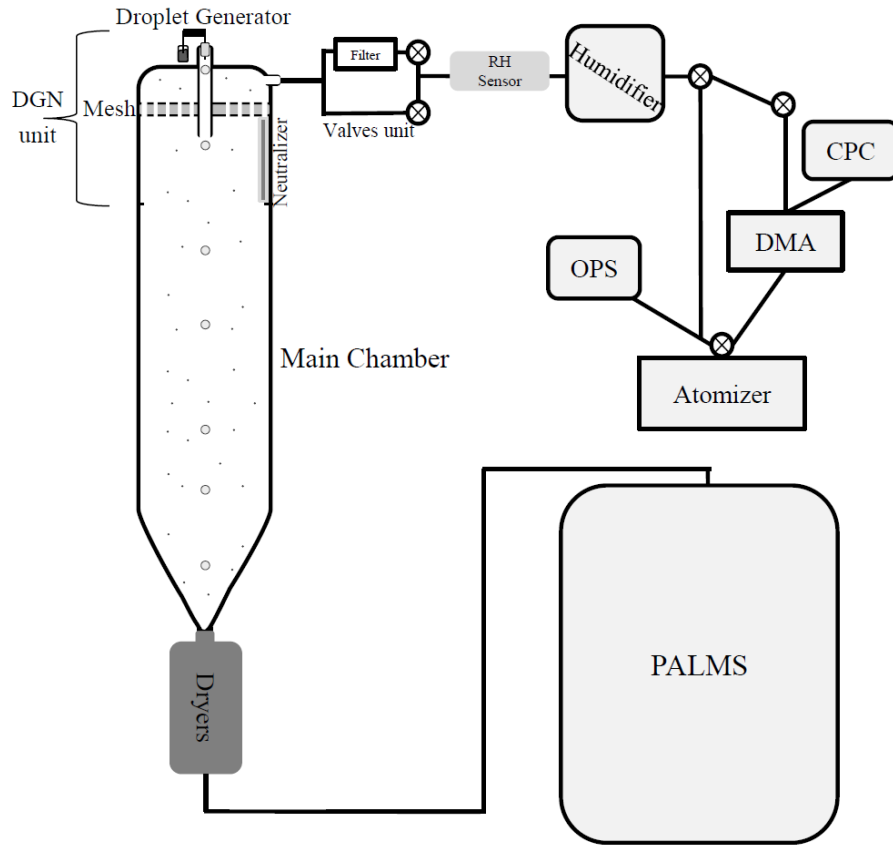 Droplet Generator
DGN
unit
Mesh
Neutralizer
Filter
Valves unit
RH
Sensor
Humidifier
CPC
DMA
OPS
Atomizer
Main Chamber
Dryers
PALMS